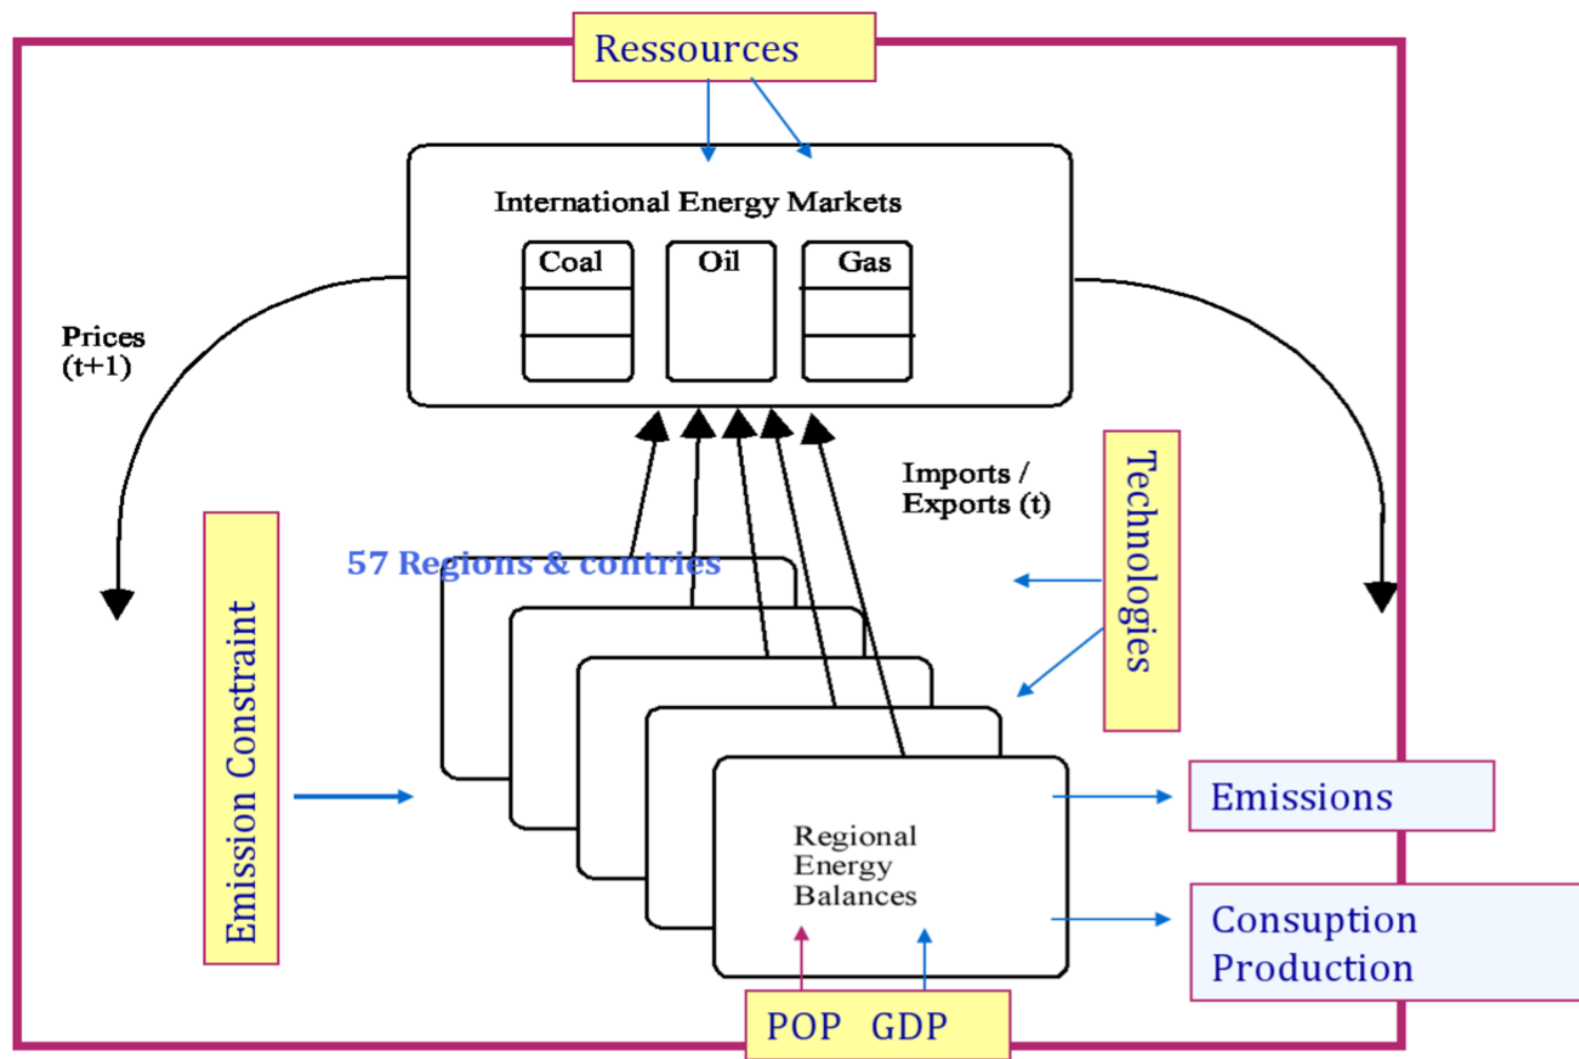 Ressources
International Energy Markets
Coal
Oil
Gas
Prices
(t+1)
Imports /
Exports (t)
Technologies
57 Regions & contries
Emission Constraint
Regional
Energy
Balances
Emissions
Consuption
Production
POP GDP